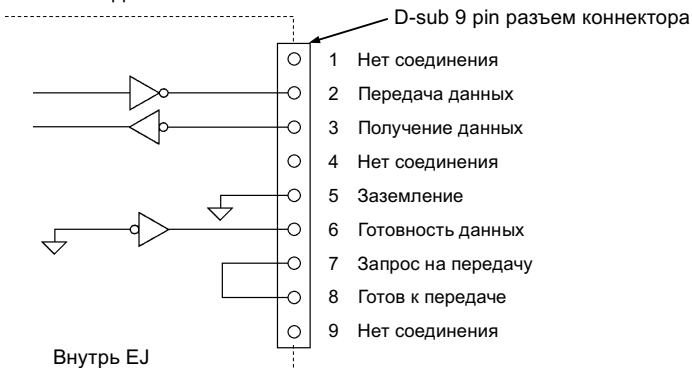 D-sub 9 pin разъем коннектора
1 Нет соединения
2 Передача данных
3 Получение данных
4 Нет соединения
5 Заземление
6 Готовность данных
7 Запрос на передачу
8 Готов к передаче
9 Нет соединения
Внутрь EJ